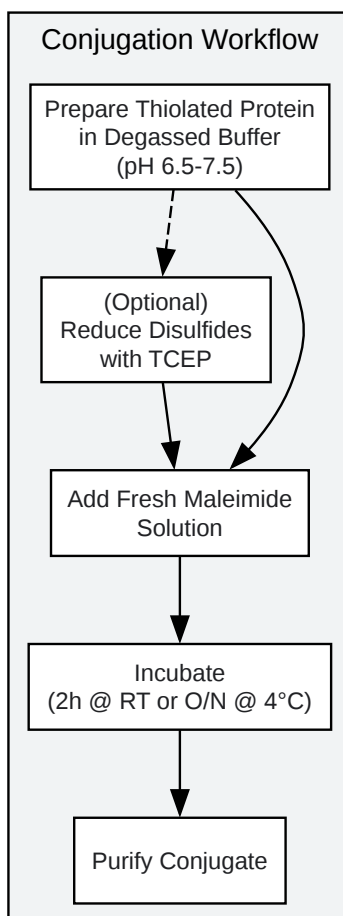 Conjugation Workflow
Prepare Thiolated Protein
in Degassed Buffer
(pH 6.5-7.5)
(Optional)
Reduce Disulfides
with TCEP
Add Fresh Maleimide
Solution
Incubate
(2h @ RT or O/N @ 4°C)
Purify Conjugate